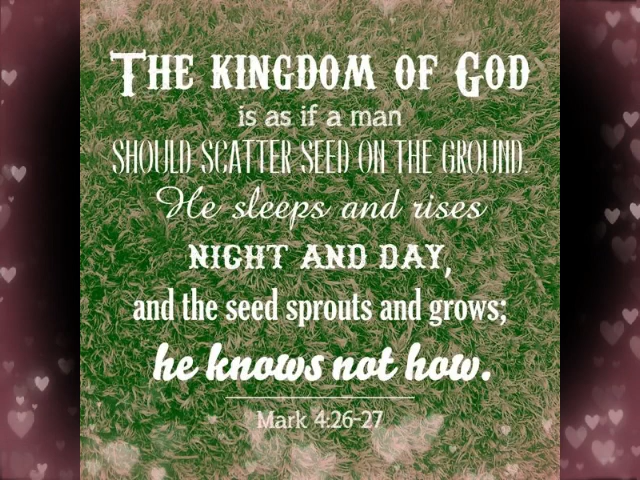 The kingdom of God
is as if a man
should scatter seed on the ground.
He sleeps and rises
night and day,
and the seed sprouts and grows;
he knows not how.
Mark 4:26-27